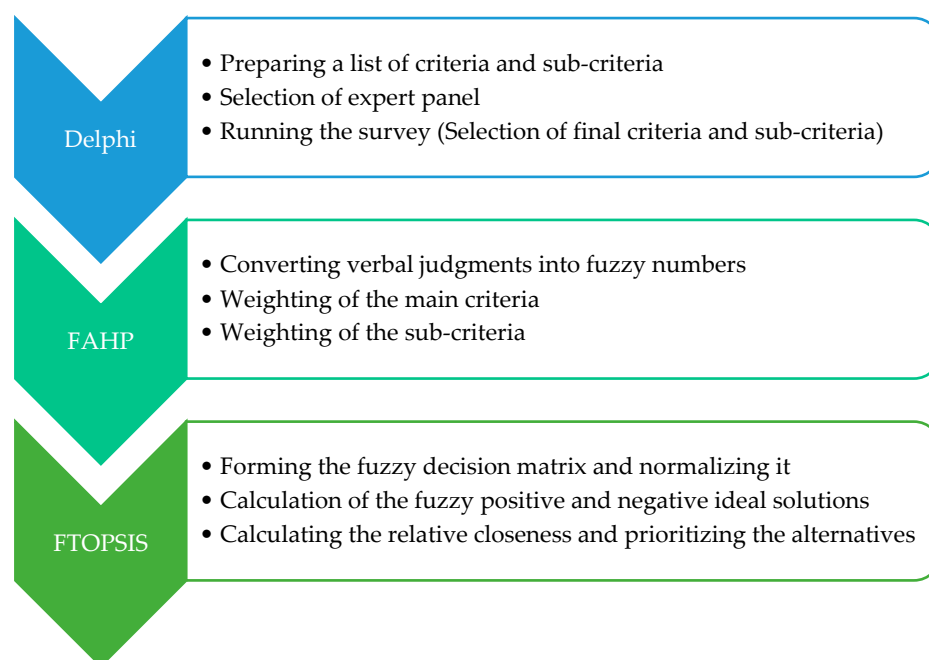 Delphi
• Preparing a list of criteria and sub-criteria
• Selection of expert panel
• Running the survey (Selection of final criteria and sub-criteria)
FAHP
• Converting verbal judgments into fuzzy numbers
• Weighting of the main criteria
• Weighting of the sub-criteria
FTOPSIS
• Forming the fuzzy decision matrix and normalizing it
• Calculation of the fuzzy positive and negative ideal solutions
• Calculating the relative closeness and prioritizing the alternatives